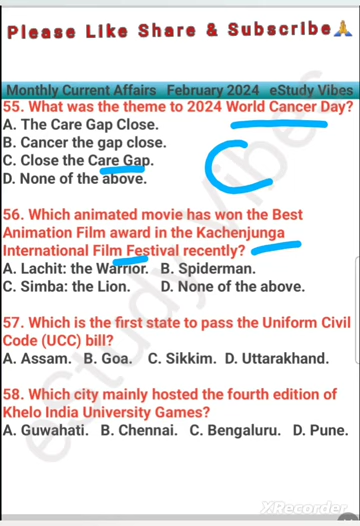 Please Like Share & Subscribe🙏
Monthly Current Affairs February 2024 eStudy Vibes
55. What was the theme to 2024 World Cancer Day?
A. The Care Gap Close.
B. Cancer the gap close.
C. Close the Care Gap.
D. None of the above.
56. Which animated movie has won the Best
Animation Film award in the Kachenjunga
International Film Festival recently?
A. Lachit: the Warrior. B. Spiderman.
C. Simba: the Lion. D. None of the above.
57. Which is the first state to pass the Uniform Civil
Code (UCC) bill?
A. Assam. B. Goa. C. Sikkim. D. Uttarakhand.
58. Which city mainly hosted the fourth edition of
Khelo India University Games?
A. Guwahati. B. Chennai. C. Bengaluru. D. Pune.
eStudy Vibes
XRecorder